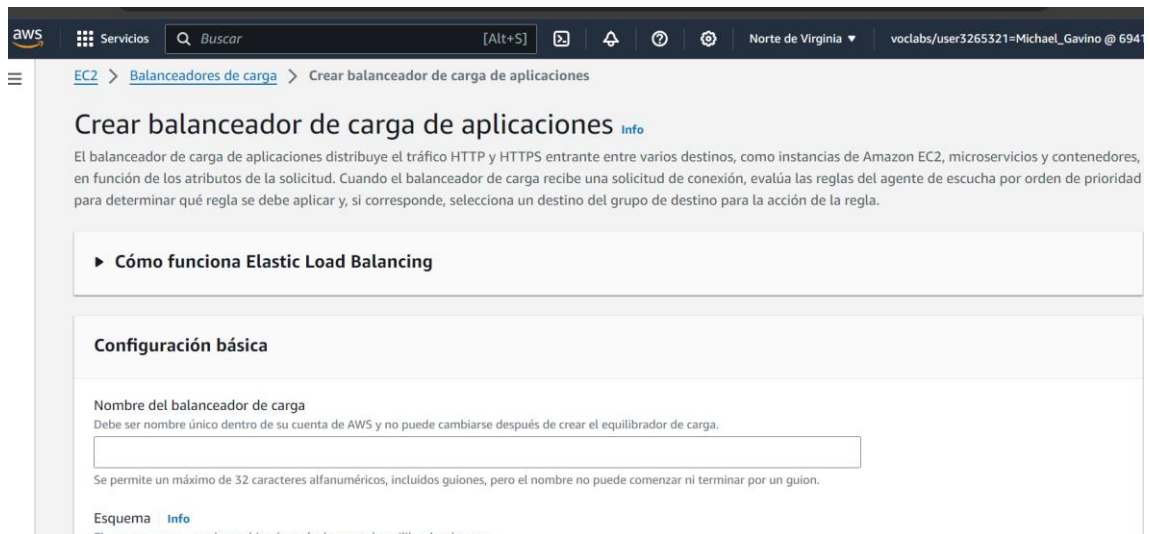 aws Servicios Buscar [Alt+S] Norte de Virginia ▼ voclabs/user3265321=Michael_Gavino @ 6941
EC2 > Balanceadores de carga > Crear balanceador de carga de aplicaciones
Crear balanceador de carga de aplicaciones Info
El balanceador de carga de aplicaciones distribuye el tráfico HTTP y HTTPS entrante entre varios destinos, como instancias de Amazon EC2, microservicios y contenedores,
en función de los atributos de la solicitud. Cuando el balanceador de carga recibe una solicitud de conexión, evalúa las reglas del agente de escucha por orden de prioridad
para determinar qué regla se debe aplicar y, si corresponde, selecciona un destino del grupo de destino para la acción de la regla.
▶ Cómo funciona Elastic Load Balancing
Configuración básica
Nombre del balanceador de carga
Debe ser nombre único dentro de su cuenta de AWS y no puede cambiarse después de crear el equilibrador de carga.
Se permite un máximo de 32 caracteres alfanuméricos, incluidos guiones, pero el nombre no puede comenzar ni terminar por un guion.
Esquema Info